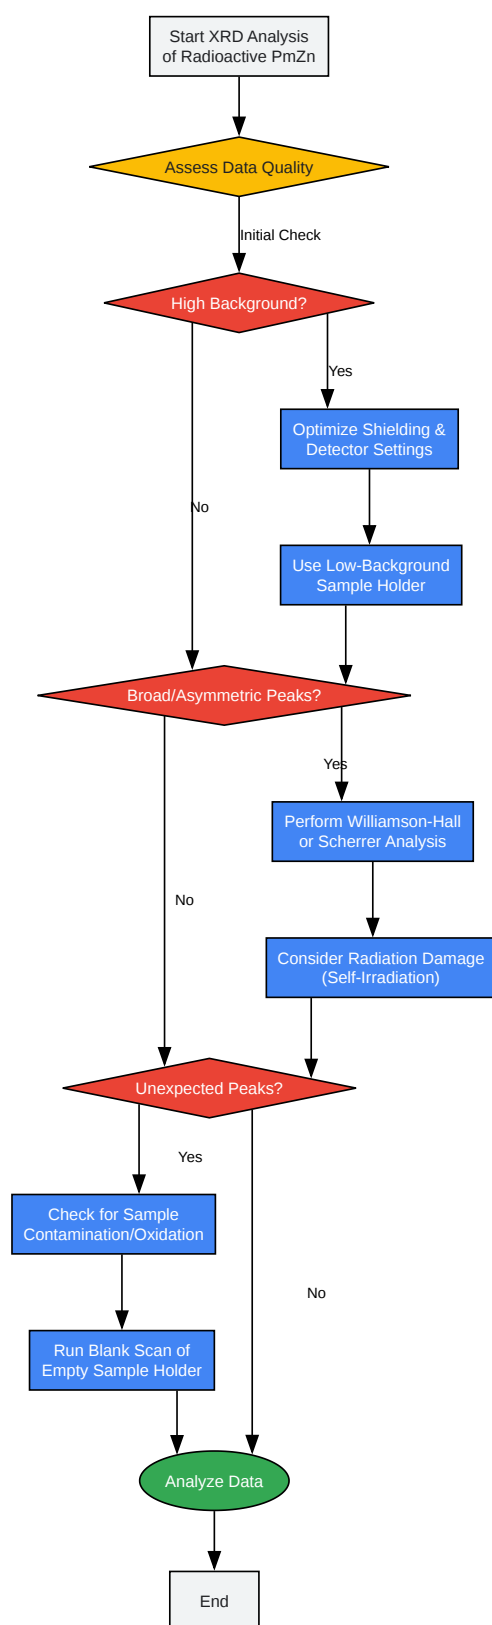 Start XRD Analysis
of Radioactive PmZn
Assess Data Quality
Initial Check
High Background?
Yes
Optimize Shielding &
Detector Settings
No
Use Low-Background
Sample Holder
Broad/Asymmetric Peaks?
Yes
Perform Williamson-Hall
or Scherrer Analysis
No
Consider Radiation Damage
(Self-Irradiation)
Unexpected Peaks?
Yes
Check for Sample
Contamination/Oxidation
No
Run Blank Scan of
Empty Sample Holder
Analyze Data
End